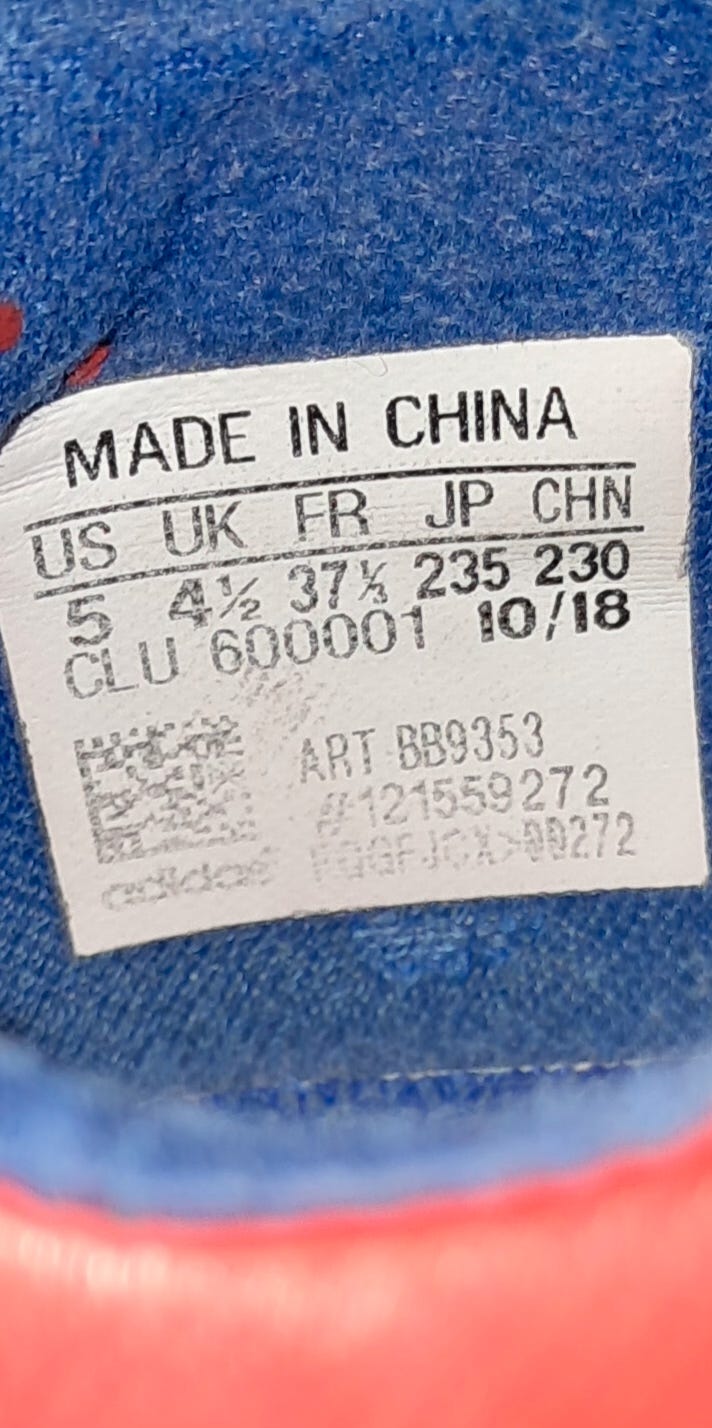 MADE IN CHINA
US UK FR JP CHN
5 4½ 37⅓ 235 230
CLU 600001 10/18
ART BB9353
#121559272
adidas